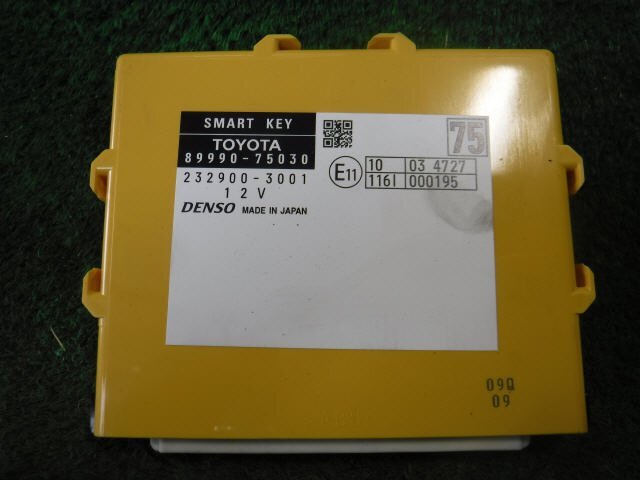 SMART KEY
TOYOTA
89990-75030
232900-3001
12V
DENSO MADE IN JAPAN
75
E11
10 03 4727
116I 000195
09Q
09